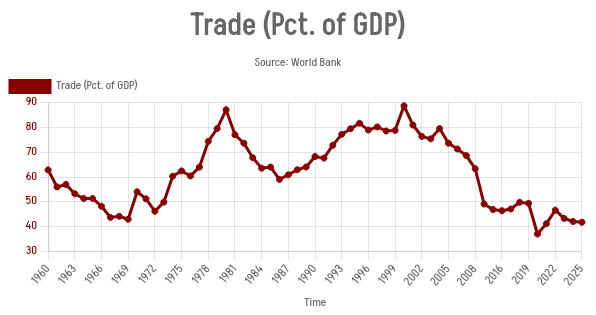 Trade (Pct. of GDP)
Source: World Bank
Trade (Pct. of GDP)
90
80
70
60
50
40
30
1960 1963 1966 1969 1972 1975 1978 1981 1984 1987 1990 1993 1996 1999 2002 2005 2008 2016 2019 2022 2025
Time